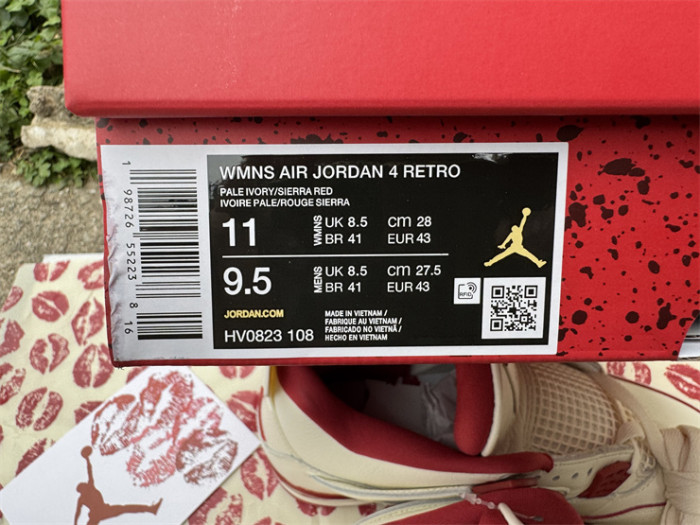 WMNS AIR JORDAN 4 RETRO
PALE IVORY/SIERRA RED
IVOIRE PALE/ROUGE SIERRA
11 WMNS UK 8.5 cm 28
BR 41 EUR 43
9.5 MENS UK 8.5 cm 27.5
BR 41 EUR 43
JORDAN.COM
HV0823 108
MADE IN VIETNAM /
FABRIQUE AU VIETNAM /
FABRICADO NO VIETNÃ /
HECHO EN VIETNAM
RFID
1 98726 55223 8 16